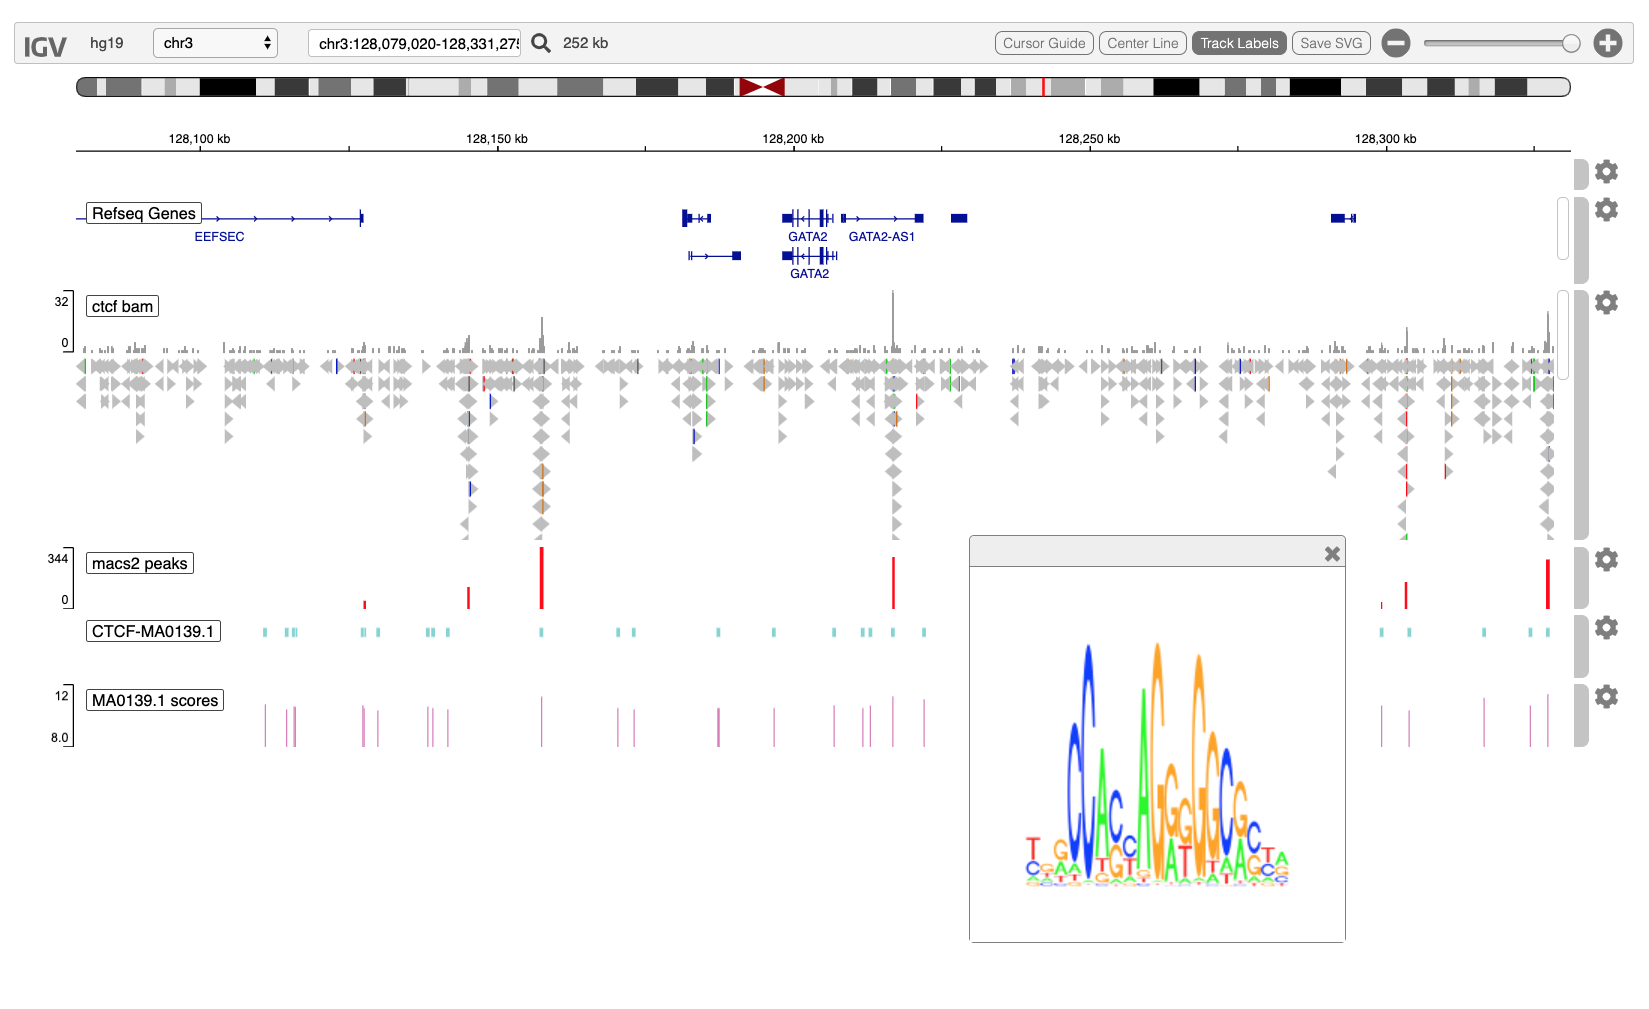 IGV hg19 chr3 chr3:128,079,020-128,331,275 252 kb Cursor Guide Center Line Track Labels Save SVG
128,100 kb 128,150 kb 128,200 kb 128,250 kb 128,300 kb
Refseq Genes
EEFSEC GATA2 GATA2-AS1
GATA2
32 ctcf bam
0
344 macs2 peaks
0
CTCF-MA0139.1
12 MA0139.1 scores
8.0